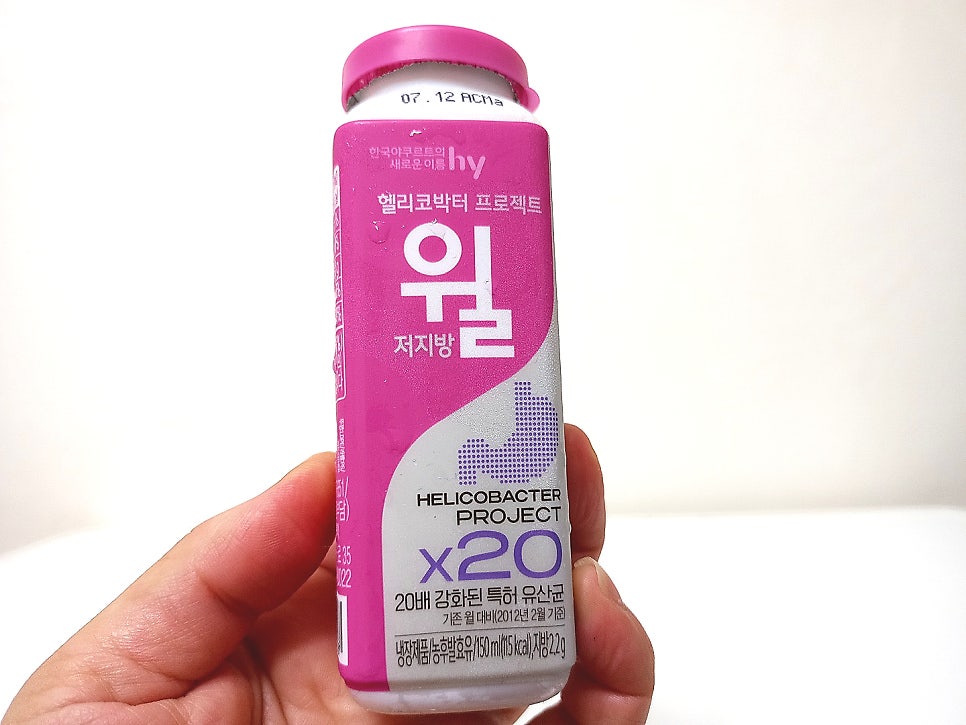 07.12 ACMa
한국야쿠르트의
새로운이름 hy
헬리코박터 프로젝트
윌
저지방
HELICOBACTER
PROJECT
x20
20배 강화된 특허 유산균
기존 윌 대비(2012년 2월 기준)
냉장제품/농후발효유/150 ml(115 kcal),지방2.2 g